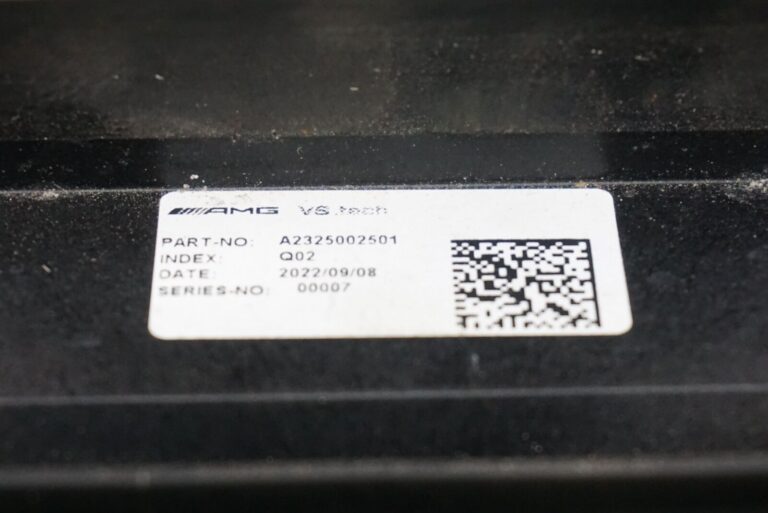 AMG VS.tech
PART-NO: A2325002501
INDEX: Q02
DATE: 2022/09/08
SERIES-NO: 00007